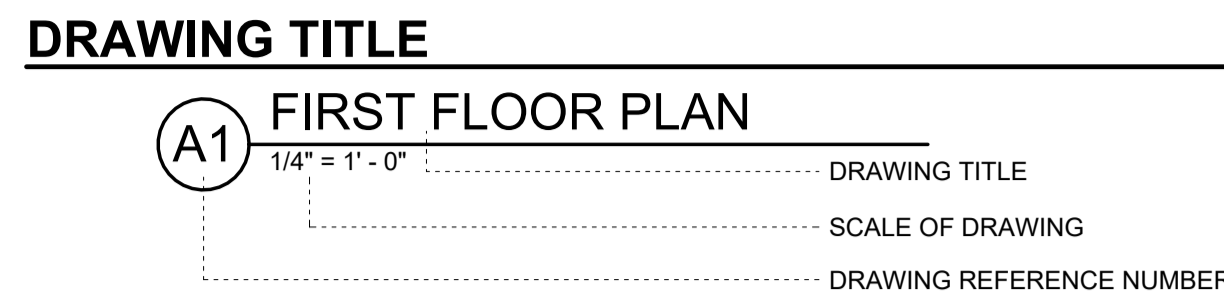 DRAWING TITLE
A1
FIRST FLOOR PLAN
1/4" = 1' - 0"
DRAWING TITLE
SCALE OF DRAWING
DRAWING REFERENCE NUMBER